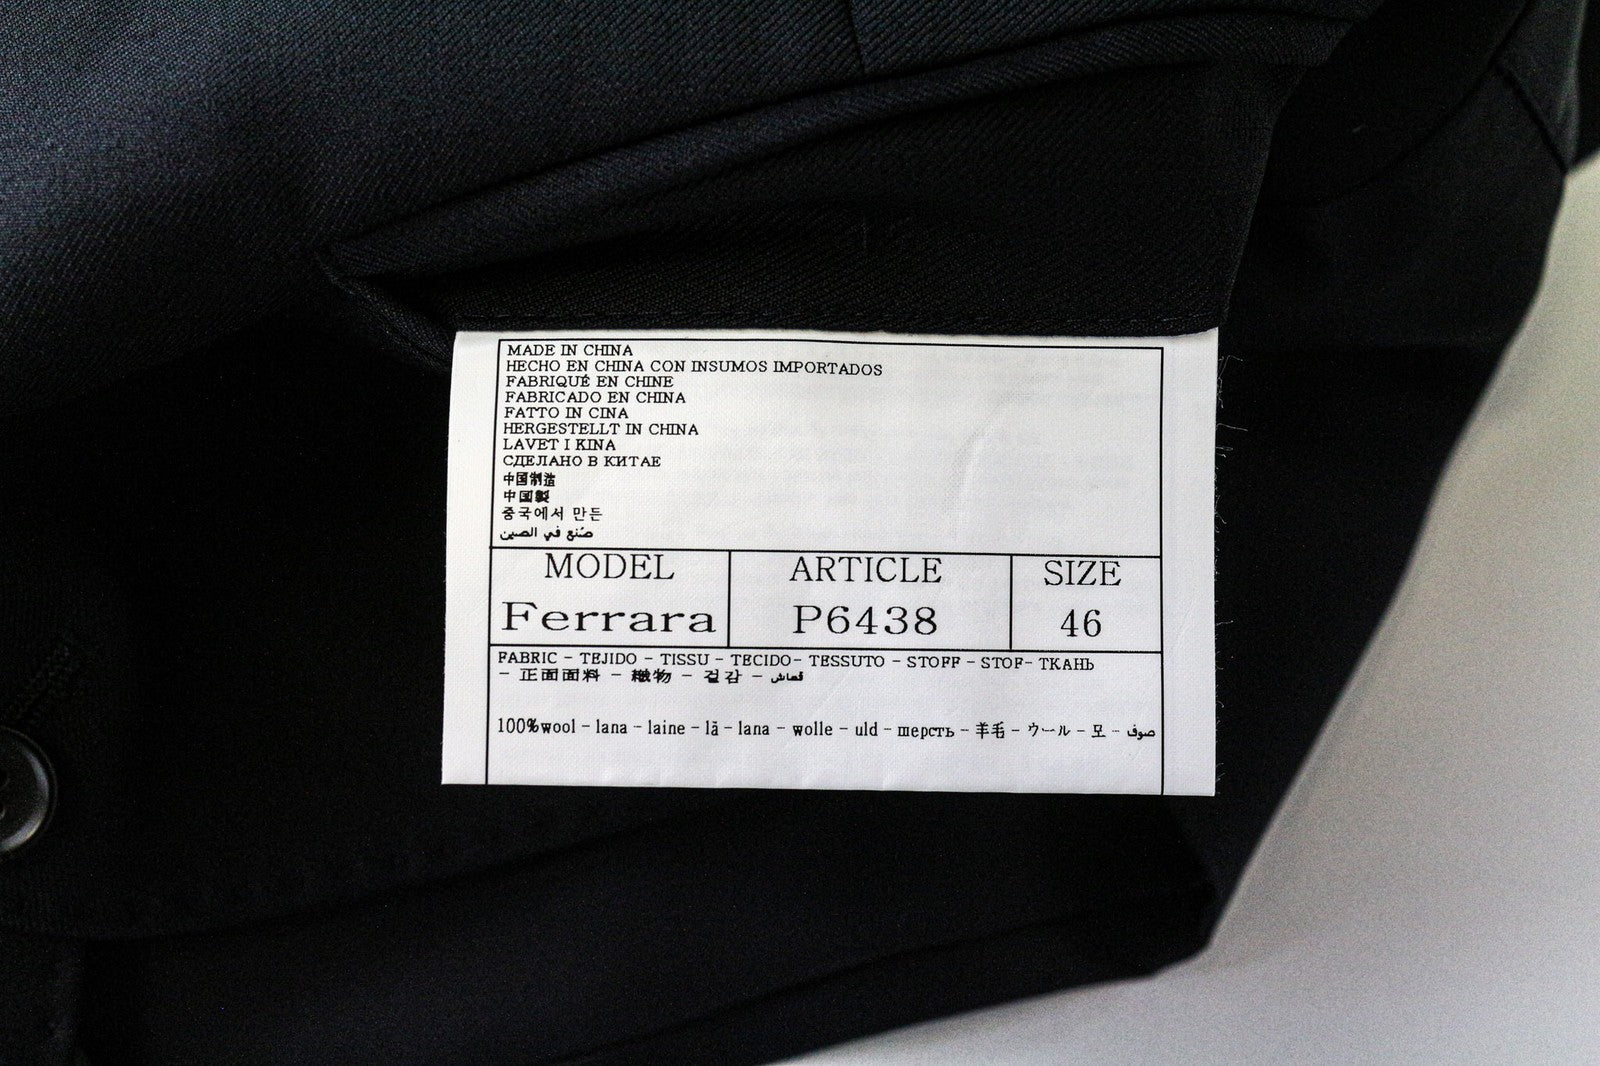 MADE IN CHINA
HECHO EN CHINA CON INSUMOS IMPORTADOS
FABRIQUÉ EN CHINE
FABRICADO EN CHINA
FATTO IN CINA
HERGESTELLT IN CHINA
LAVET I KINA
СДЕЛАНО В КИТАЕ
中国制造
中国製
중국에서 만든
صُنع في الصين
MODEL ARTICLE SIZE
Ferrara P6438 46
FABRIC - TEJIDO - TISSU - TECIDO- TESSUTO - STOFF - STOF- ТКАНЬ
- 正面面料 - 織物 - 겉감 - قماش
100%wool - lana - laine - lã - lana - wolle - uld - шерсть - 羊毛 - ウール - 모 - صوف